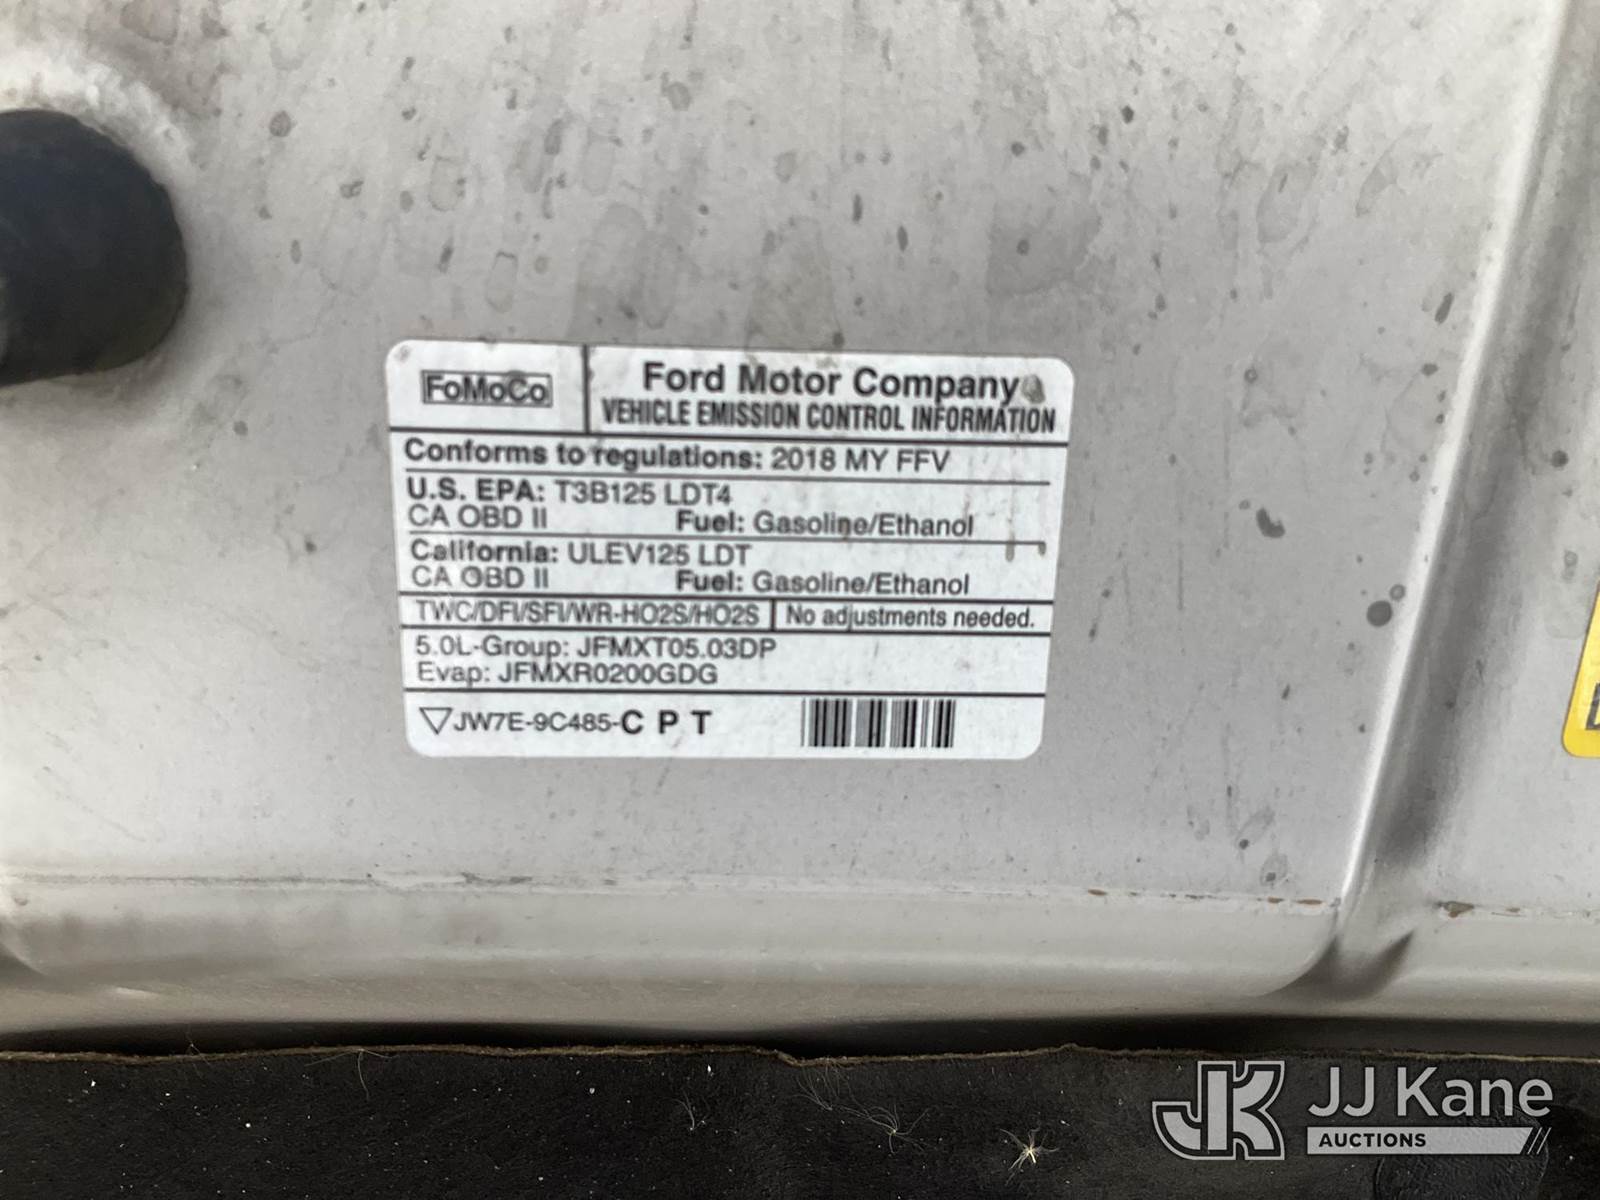 FoMoCo
Ford Motor Company
VEHICLE EMISSION CONTROL INFORMATION
Conforms to regulations: 2018 MY FFV
U.S. EPA: T3B125 LDT4
CA OBD II Fuel: Gasoline/Ethanol
California: ULEV125 LDT
CA OBD II Fuel: Gasoline/Ethanol
TWC/DFI/SFI/WR-HO2S/HO2S No adjustments needed.
5.0L-Group: JFMXT05.03DP
Evap: JFMXR0200GDG
JW7E-9C485-C P T
JK JJ Kane
AUCTIONS